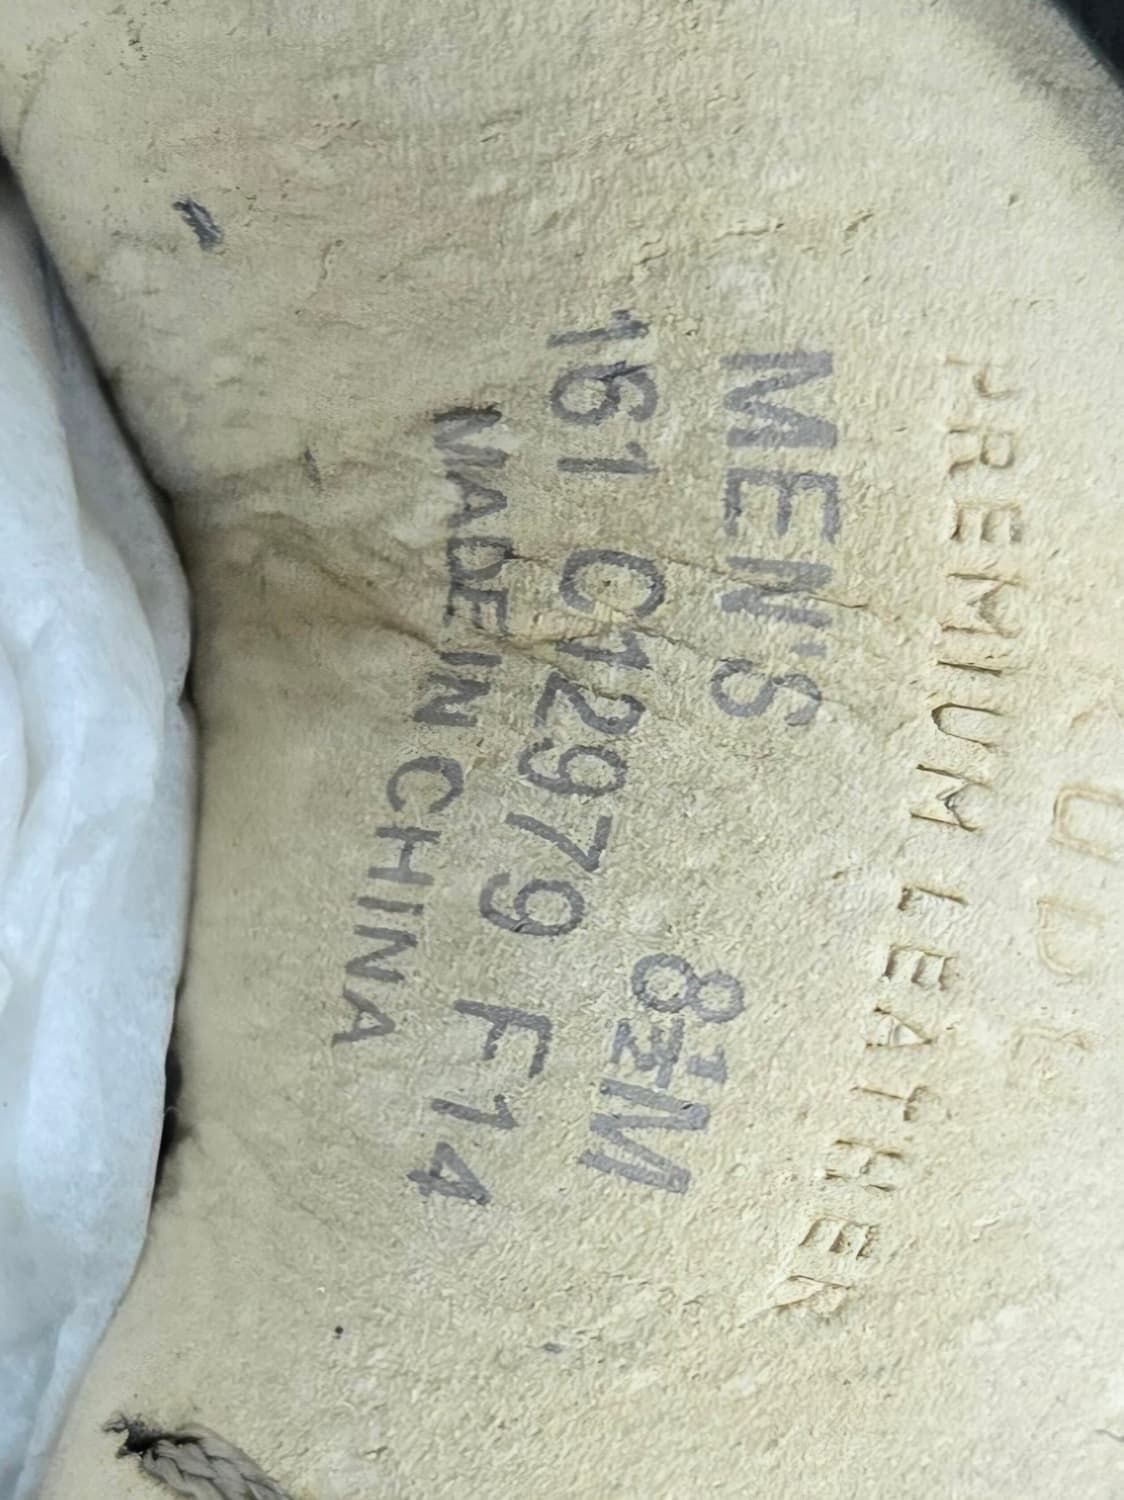 PREMIUM LEATHER
MEN'S 8½M
161 C12979 F14
MADE IN CHINA